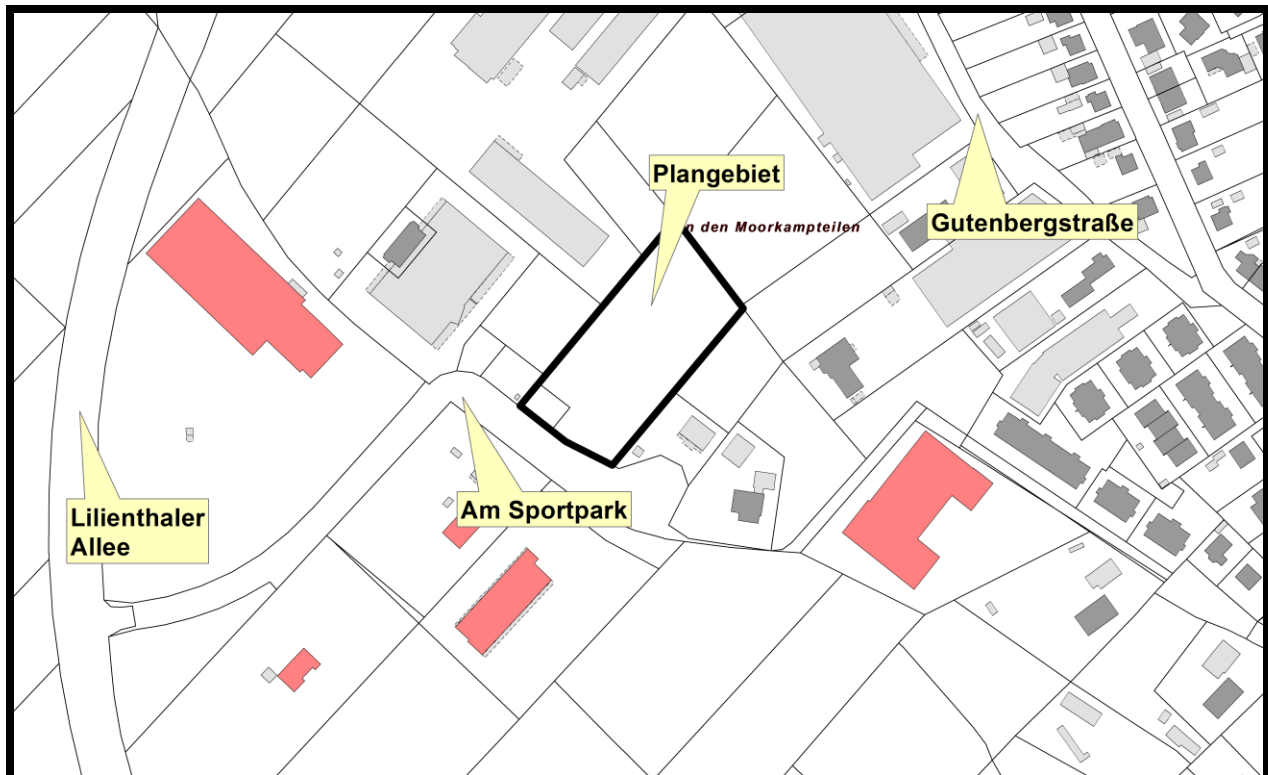 Plangebiet
n den Moorkampteilen
Gutenbergstraße
Am Sportpark
Lilienthaler
Allee